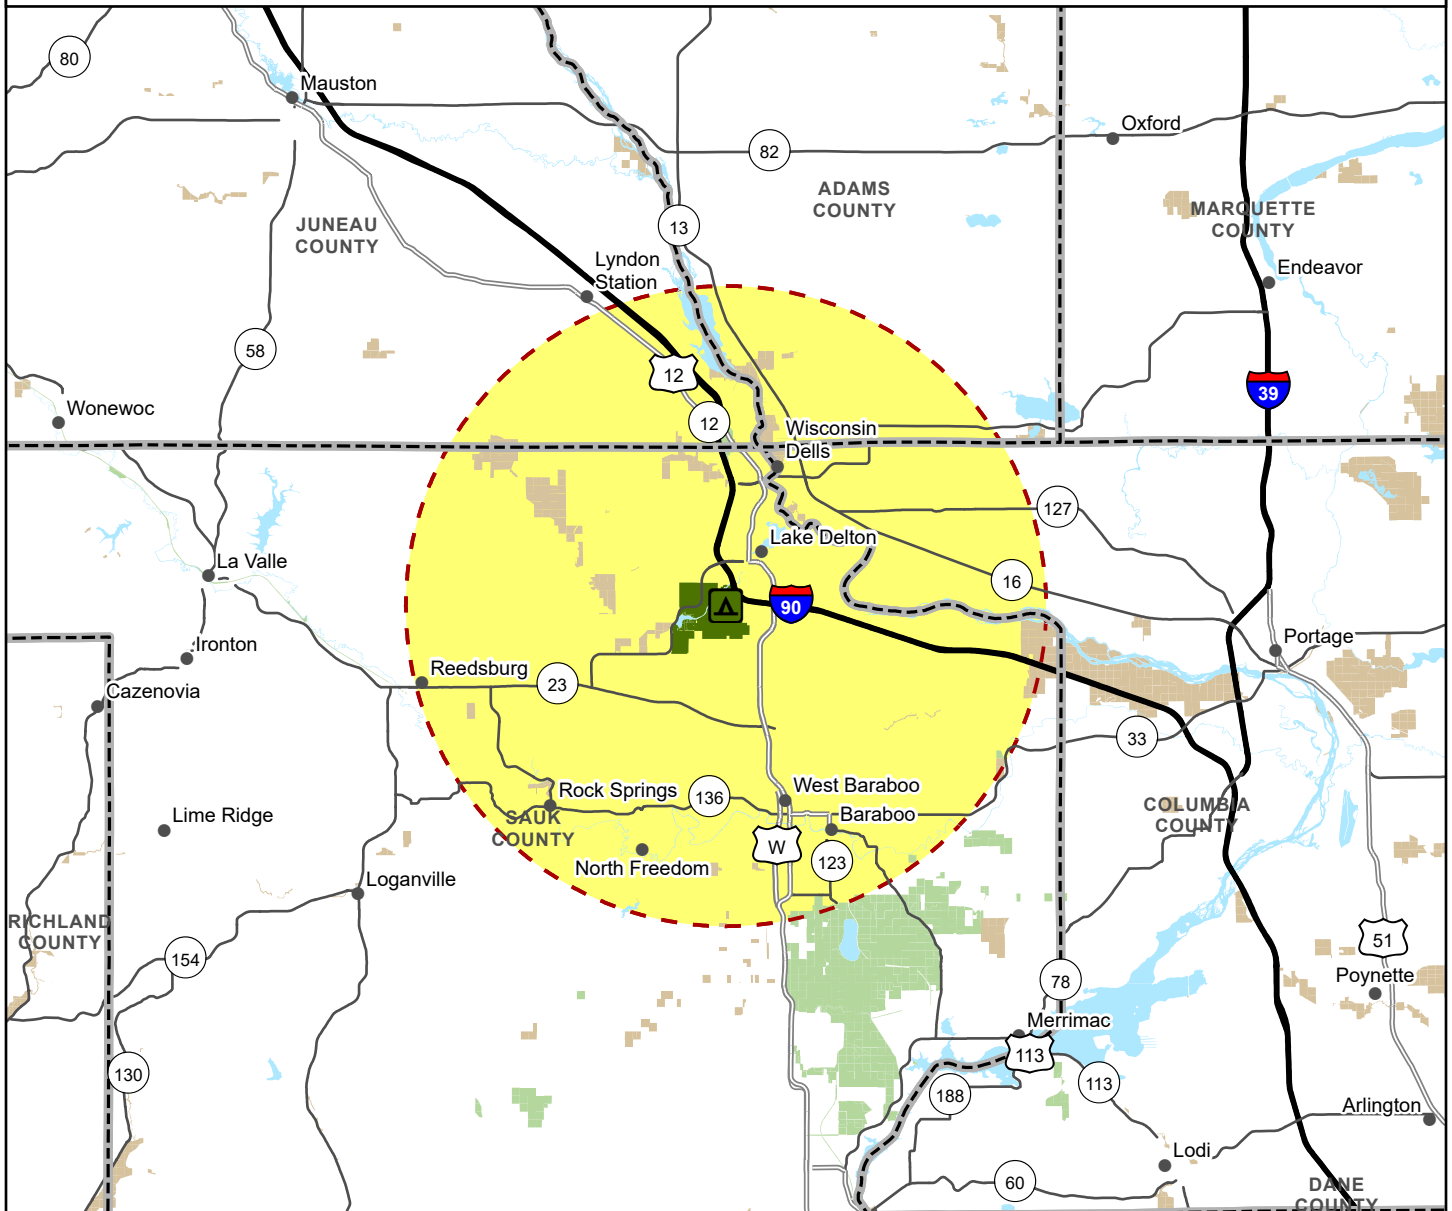 80
Mauston
Oxford
82
ADAMS
COUNTY
MARQUETTE
COUNTY
JUNEAU
COUNTY
13
Lyndon
Station
Endeavor
58
12
39
Wonewoc
12
Wisconsin
Dells
127
Lake Delton
La Valle
16
90
Ironton
Portage
Reedsburg
23
Cazenovia
33
Rock Springs
136
West Baraboo
Lime Ridge
SAUK
COUNTY
Baraboo
COLUMBIA
COUNTY
W
123
North Freedom
Loganville
RICHLAND
COUNTY
51
154
78
Poynette
Merrimac
113
130
188
113
Arlington
Lodi
60
DANE
COUNTY